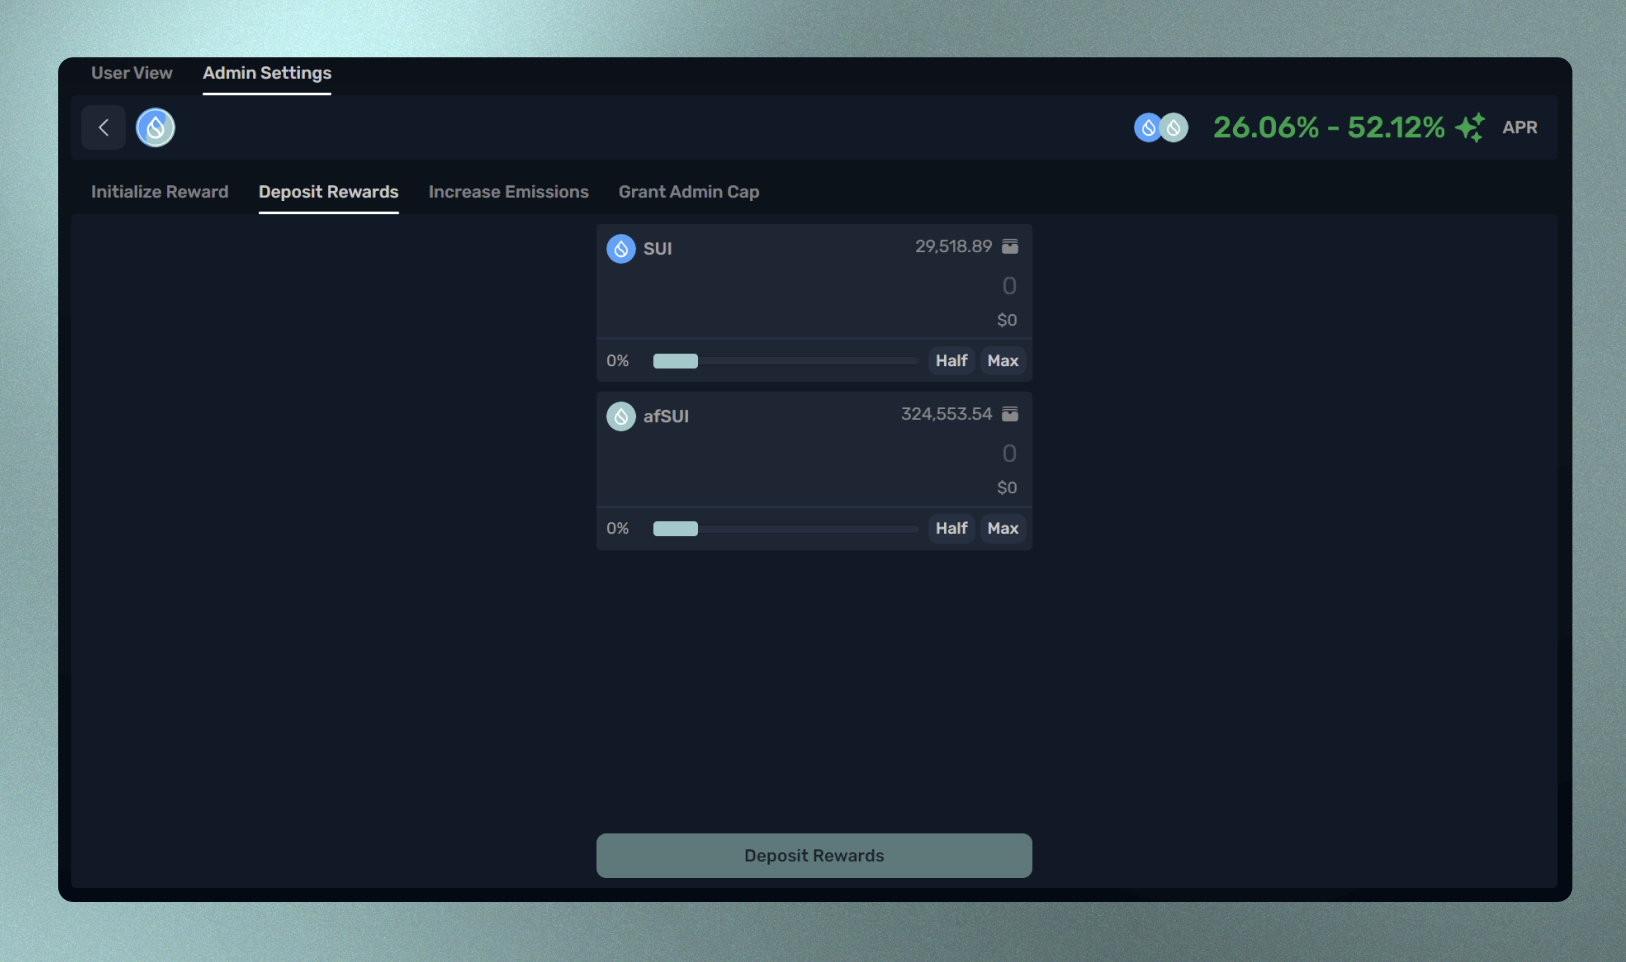 User View Admin Settings
26.06% - 52.12% APR
Initialize Reward Deposit Rewards Increase Emissions Grant Admin Cap
SUI 29,518.89
0
$0
0% Half Max
afSUI 324,553.54
0
$0
0% Half Max
Deposit Rewards